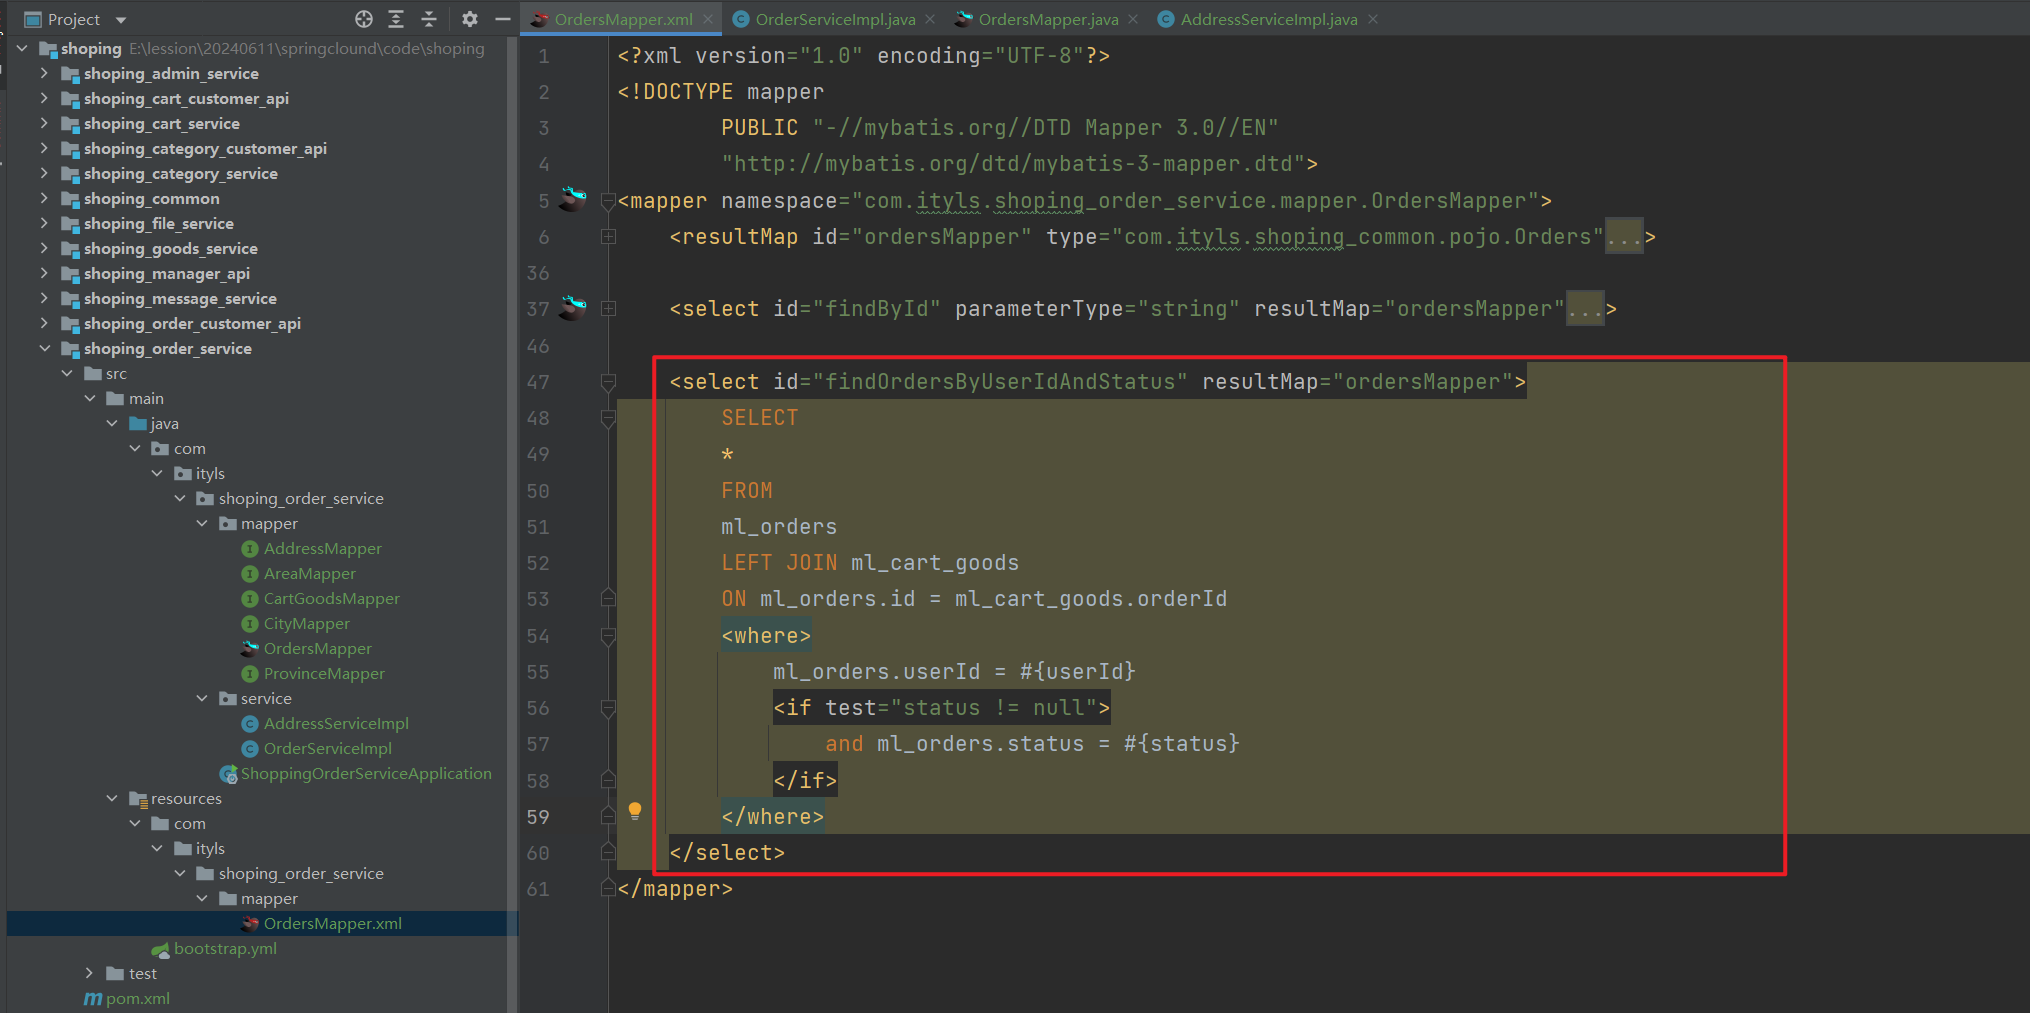 Project
shoping E:\lession\20240611\springclound\code\shoping
shoping_admin_service
shoping_cart_customer_api
shoping_cart_service
shoping_category_customer_api
shoping_category_service
shoping_common
shoping_file_service
shoping_goods_service
shoping_manager_api
shoping_message_service
shoping_order_customer_api
shoping_order_service
src
main
java
com
ityls
shoping_order_service
mapper
AddressMapper
AreaMapper
CartGoodsMapper
CityMapper
OrdersMapper
ProvinceMapper
service
AddressServiceImpl
OrderServiceImpl
ShoppingOrderServiceApplication
resources
com
ityls
shoping_order_service
mapper
OrdersMapper.xml
bootstrap.yml
test
pom.xml
OrdersMapper.xml OrderServiceImpl.java OrdersMapper.java AddressServiceImpl.java
1 <?xml version="1.0" encoding="UTF-8"?>
2 <!DOCTYPE mapper
3 PUBLIC "-//mybatis.org//DTD Mapper 3.0//EN"
4 "http://mybatis.org/dtd/mybatis-3-mapper.dtd">
5 <mapper namespace="com.ityls.shoping_order_service.mapper.OrdersMapper">
6 <resultMap id="ordersMapper" type="com.ityls.shoping_common.pojo.Orders"...>
36
37 <select id="findById" parameterType="string" resultMap="ordersMapper"...>
46
47 <select id="findOrdersByUserIdAndStatus" resultMap="ordersMapper">
48 SELECT
49 *
50 FROM
51 ml_orders
52 LEFT JOIN ml_cart_goods
53 ON ml_orders.id = ml_cart_goods.orderId
54 <where>
55 ml_orders.userId = #{userId}
56 <if test="status != null">
57 and ml_orders.status = #{status}
58 </if>
59 </where>
60 </select>
61 </mapper>